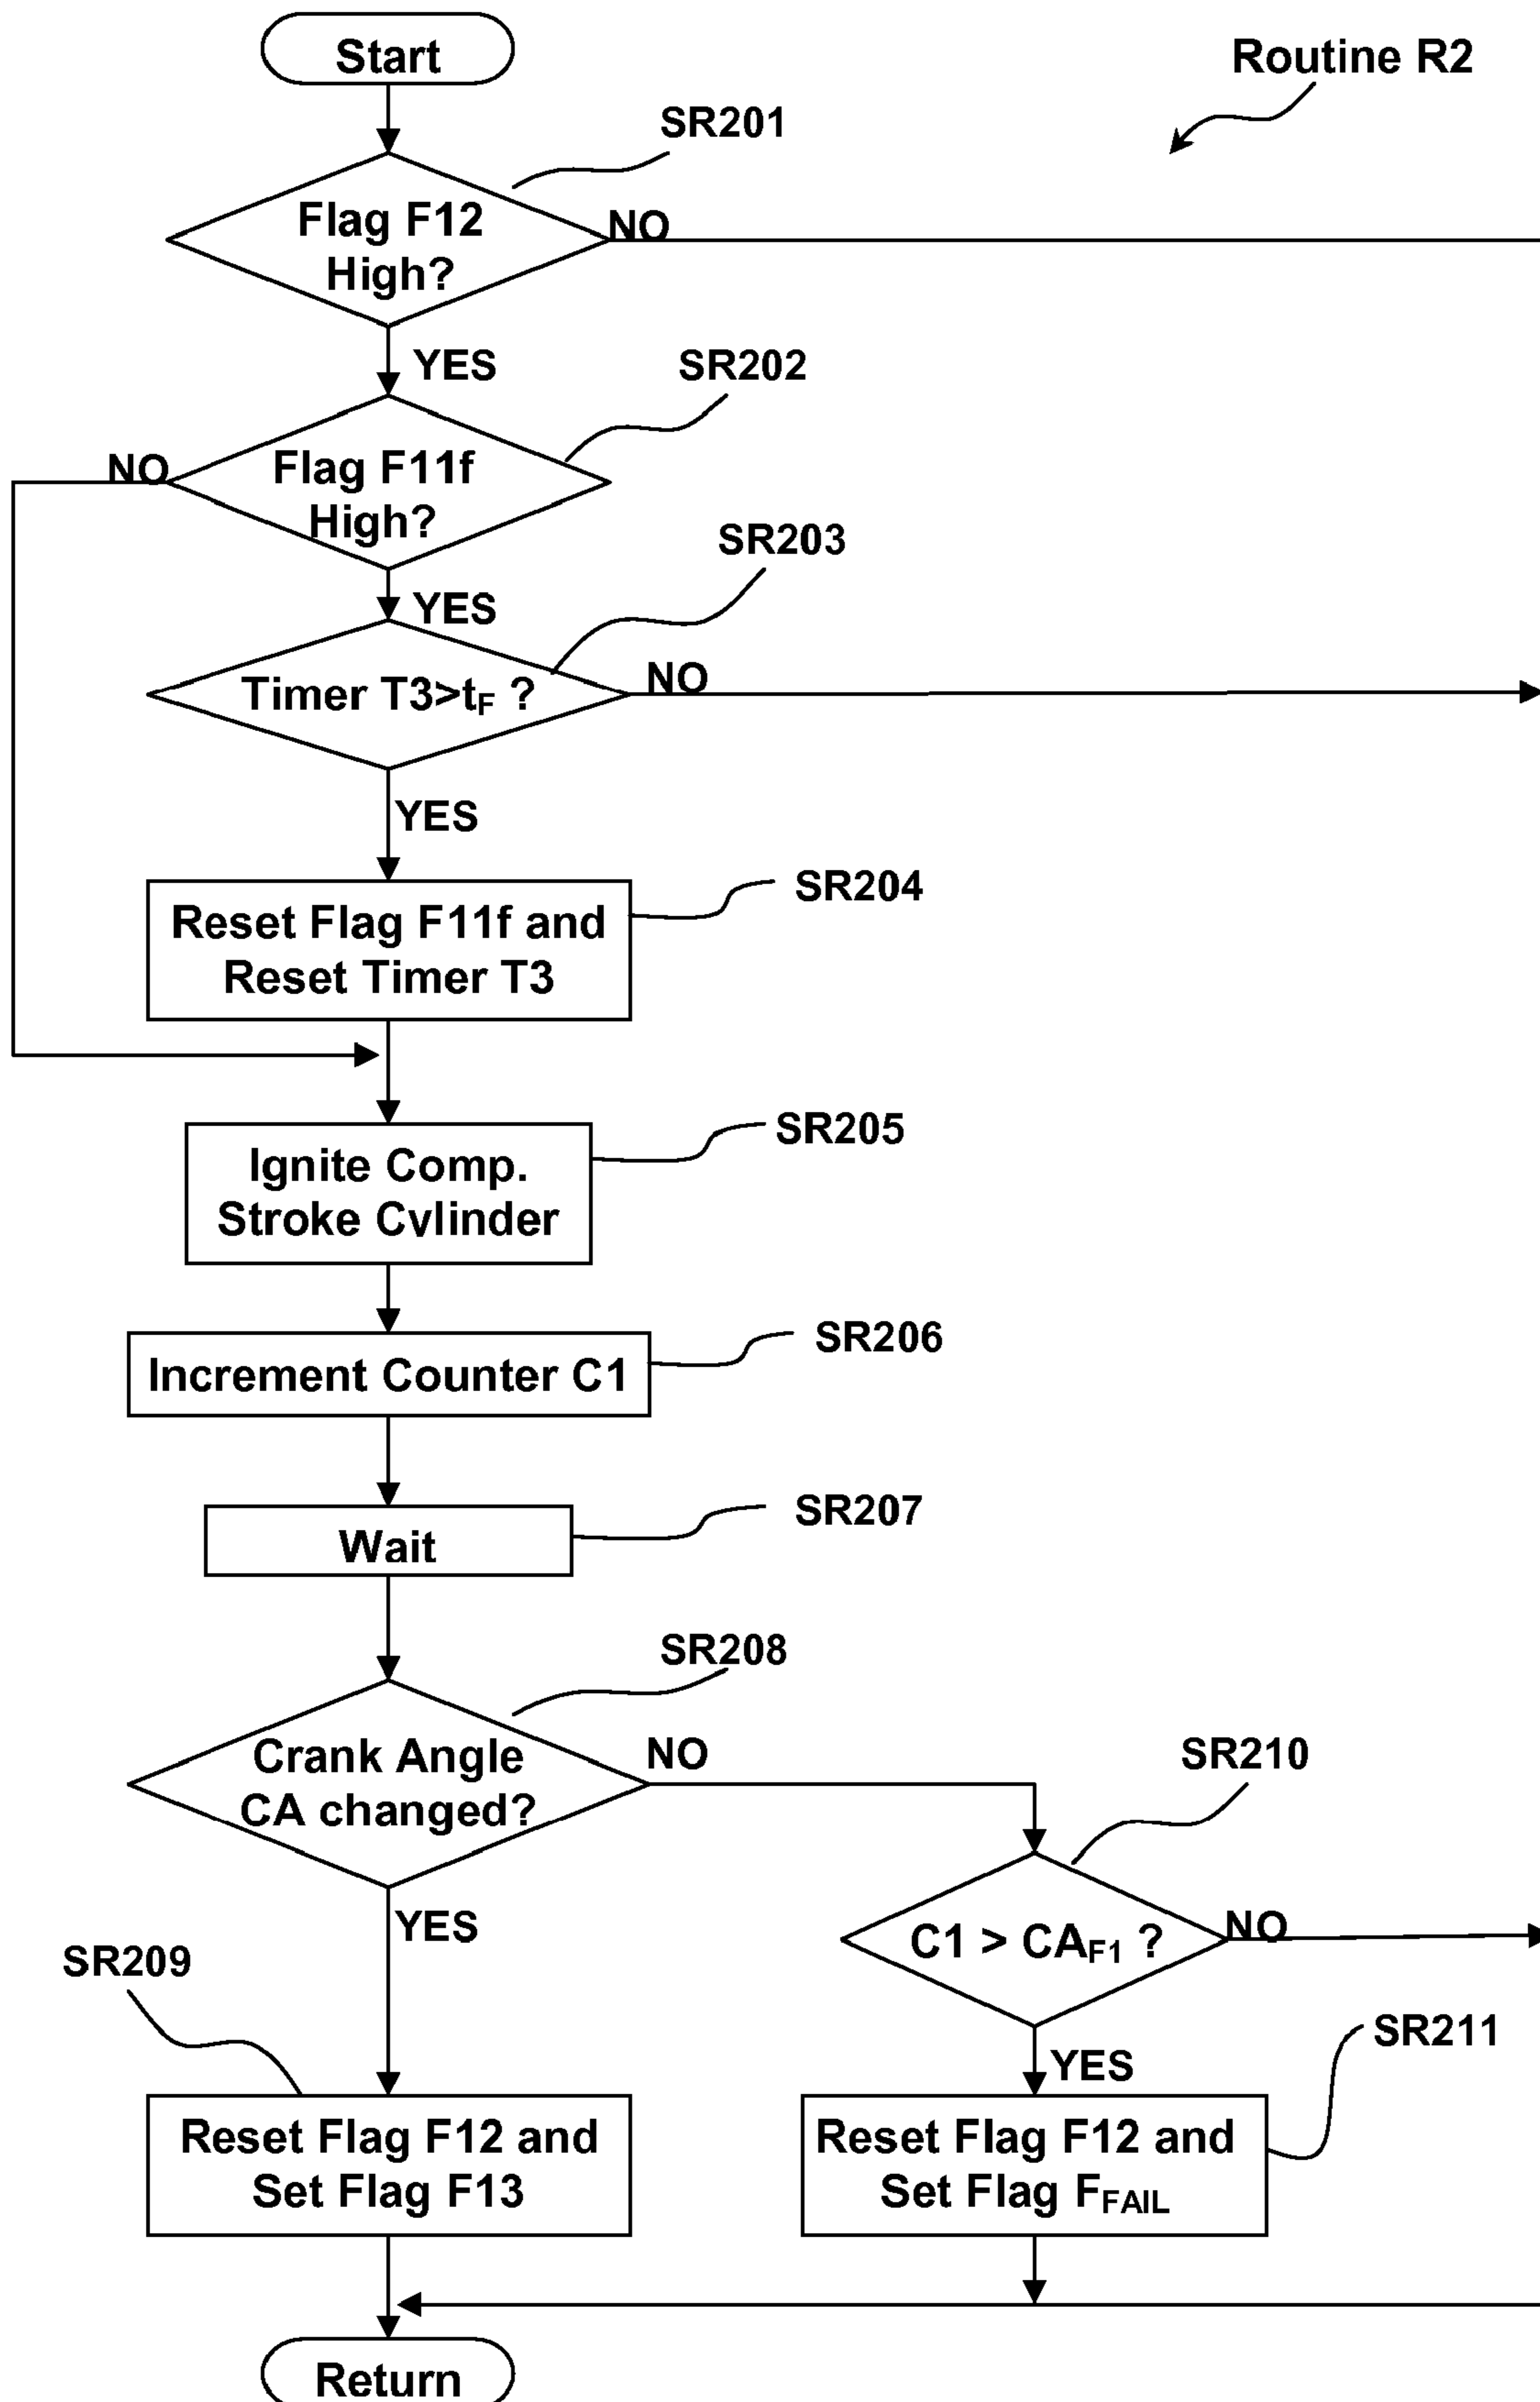 Start
Routine R2
SR201
Flag F12
High?
NO
YES
SR202
NO
Flag F11f
High?
SR203
YES
Timer T3>tF ?
NO
YES
SR204
Reset Flag F11f and
Reset Timer T3
SR205
Ignite Comp.
Stroke Cvlinder
SR206
Increment Counter C1
SR207
Wait
SR208
Crank Angle
CA changed?
NO
SR210
YES
C1 > CAF1 ?
NO
SR209
SR211
YES
Reset Flag F12 and
Set Flag F13
Reset Flag F12 and
Set Flag FFAIL
Return